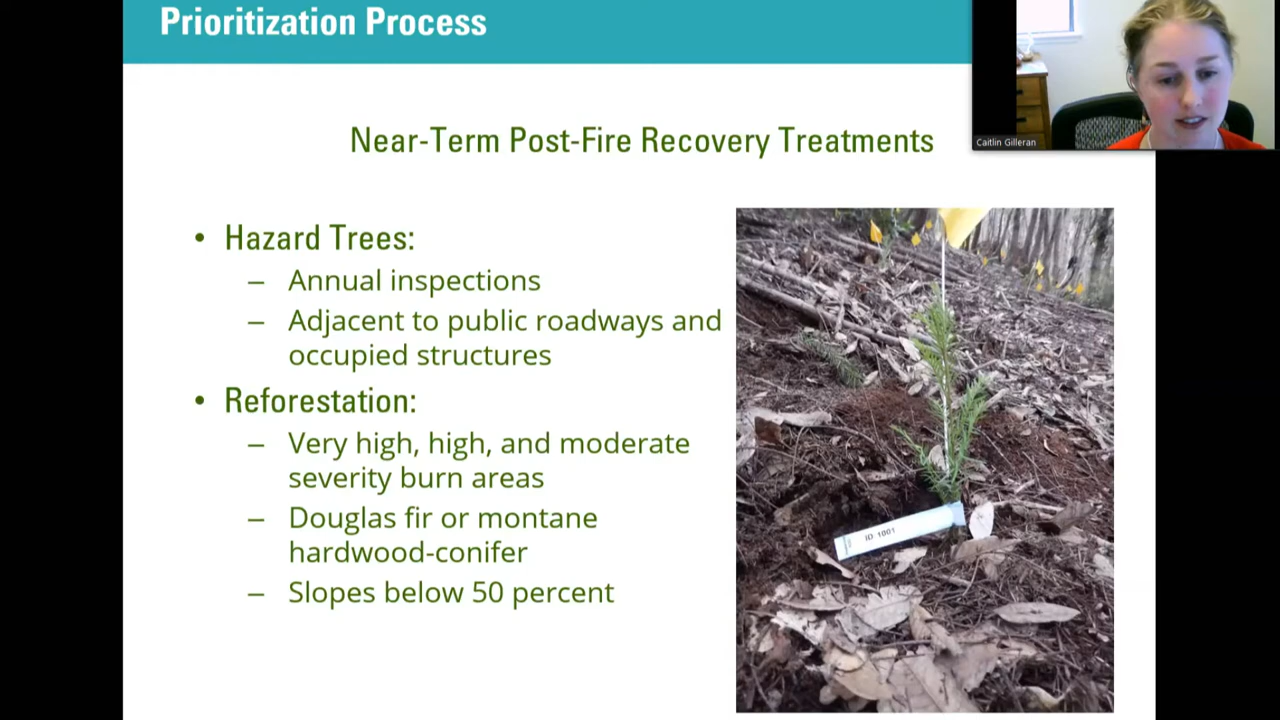 Prioritization Process
Caitlin Gilleran
Near-Term Post-Fire Recovery Treatments
• Hazard Trees:
– Annual inspections
– Adjacent to public roadways and
occupied structures
• Reforestation:
– Very high, high, and moderate
severity burn areas
– Douglas fir or montane
hardwood-conifer
– Slopes below 50 percent
ID 1001